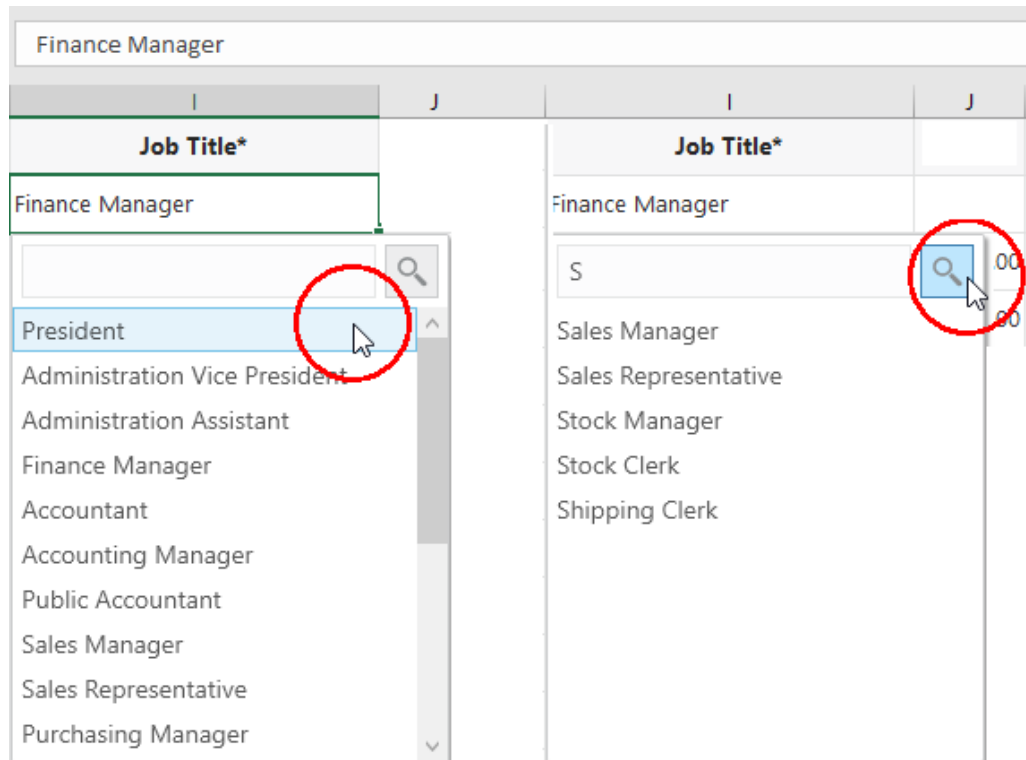 Finance Manager
I
J
Job Title*
Finance Manager
President
Administration Vice President
Administration Assistant
Finance Manager
Accountant
Accounting Manager
Public Accountant
Sales Manager
Sales Representative
Purchasing Manager
I
J
Job Title*
Finance Manager
S
.00
Sales Manager
Sales Representative
Stock Manager
Stock Clerk
Shipping Clerk